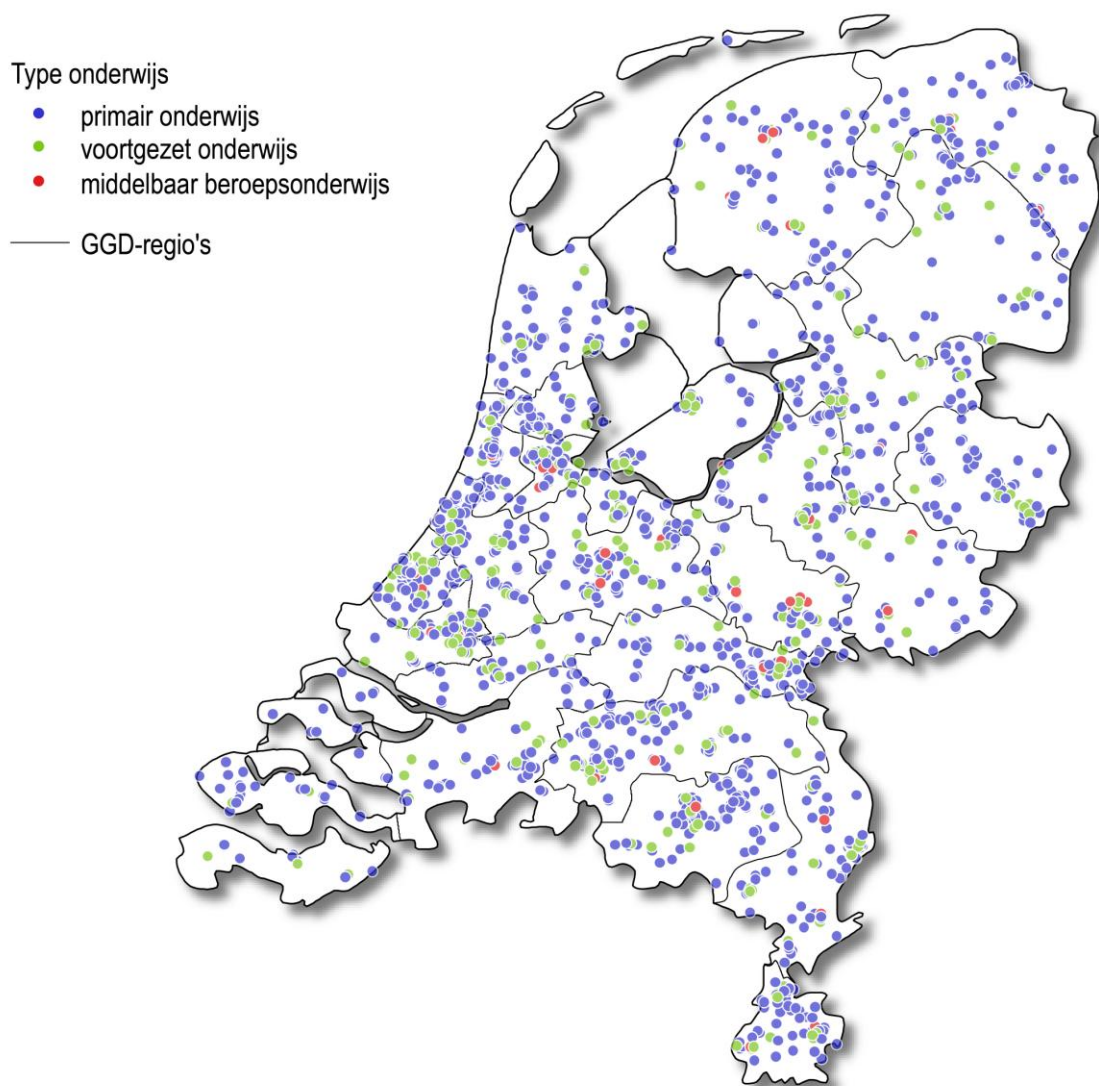 Type onderwijs
primair onderwijs
voortgezet onderwijs
middelbaar beroepsonderwijs
GGD-regio's